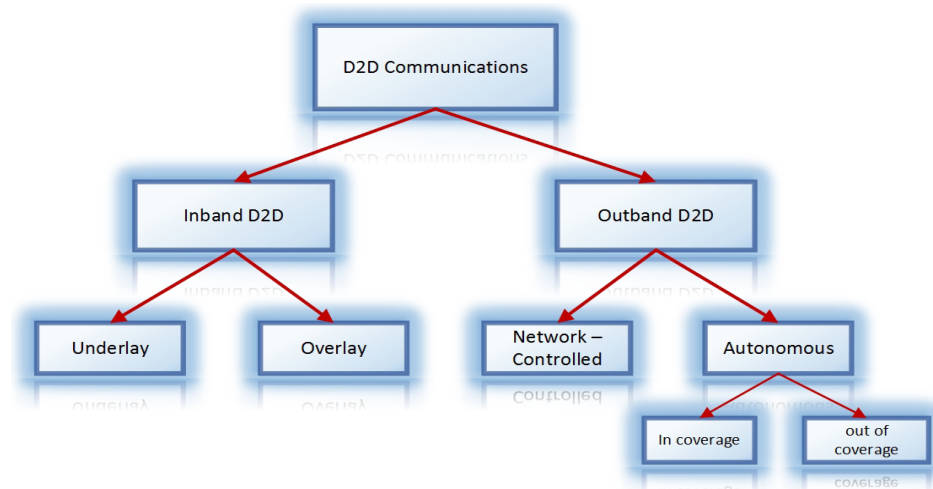 D2D Communications
Inband D2D
Outband D2D
Underlay
Overlay
Network –
Controlled
Autonomous
In coverage
out of
coverage